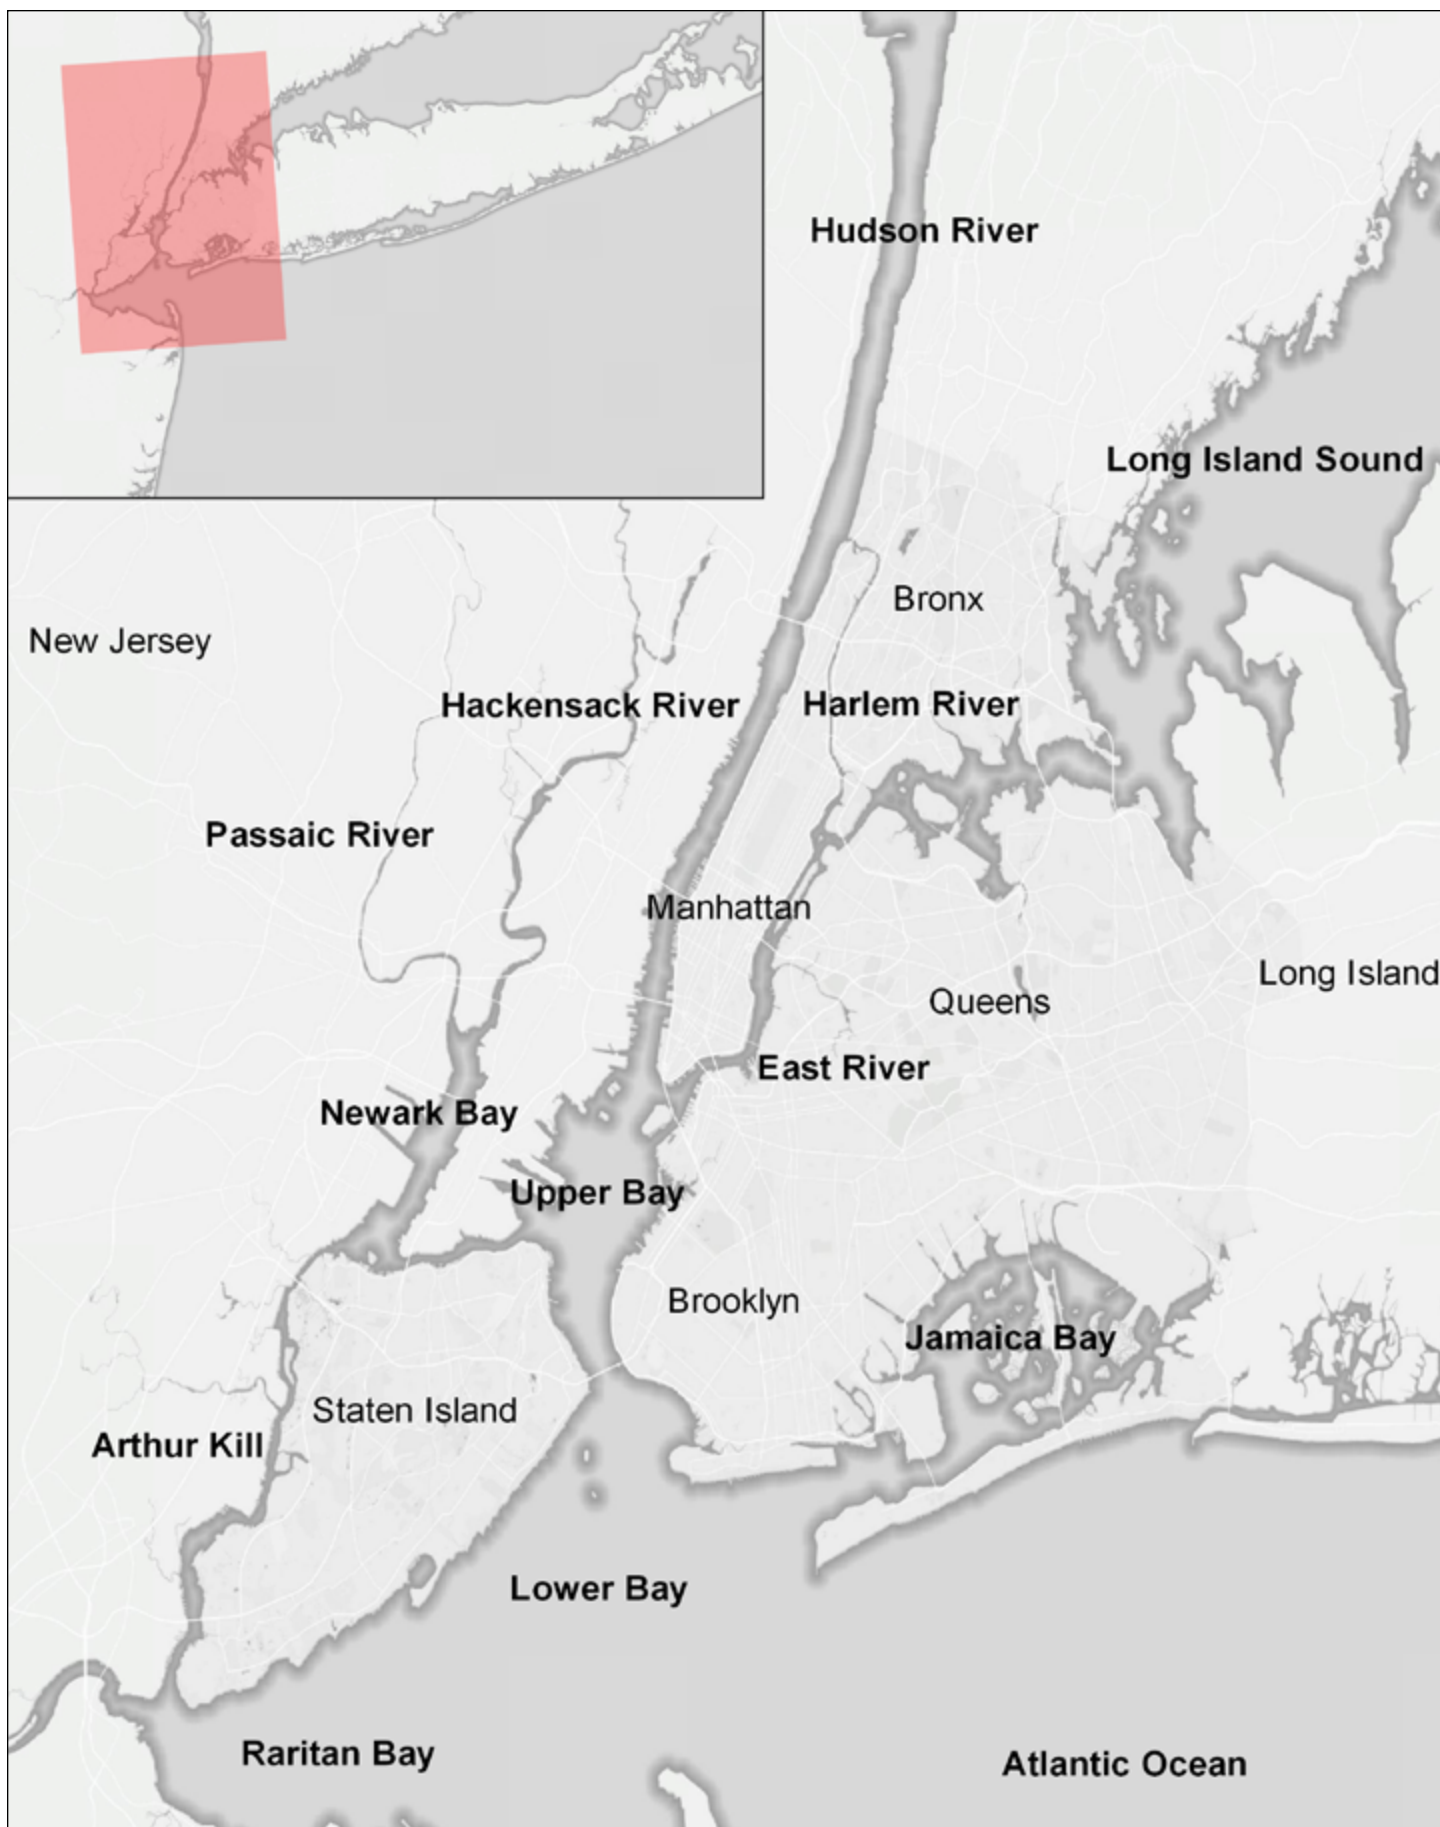 Hudson River
Long Island Sound
Bronx
New Jersey
Hackensack River
Harlem River
Passaic River
Manhattan
Long Island
Queens
East River
Newark Bay
Upper Bay
Brooklyn
Jamaica Bay
Staten Island
Arthur Kill
Lower Bay
Raritan Bay
Atlantic Ocean